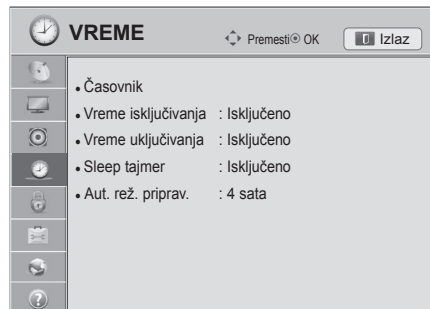 VREME Premesti OK Izlaz
• Časovnik
• Vreme isključivanja : Isključeno
• Vreme uključivanja : Isključeno
• Sleep tajmer : Isključeno
• Aut. rež. priprav. : 4 sata